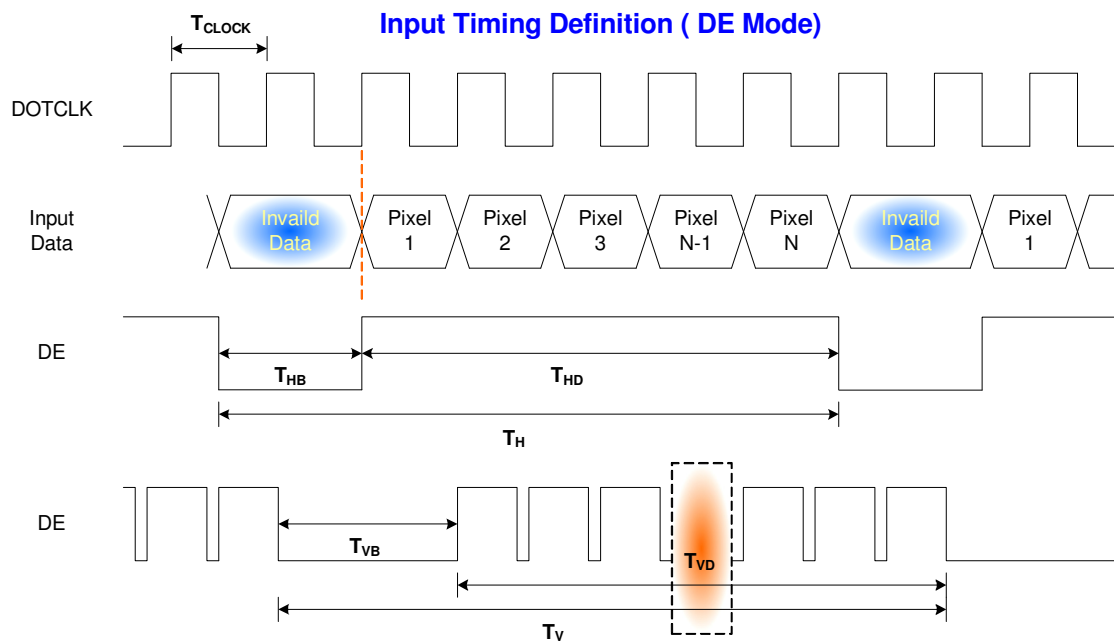 Input Timing Definition ( DE Mode)
TCLOCK
DOTCLK
Input
Data
Invaild
Data
Pixel
1
Pixel
2
Pixel
3
Pixel
N-1
Pixel
N
Invaild
Data
Pixel
1
DE
THB
THD
TH
DE
TVB
TVD
TV